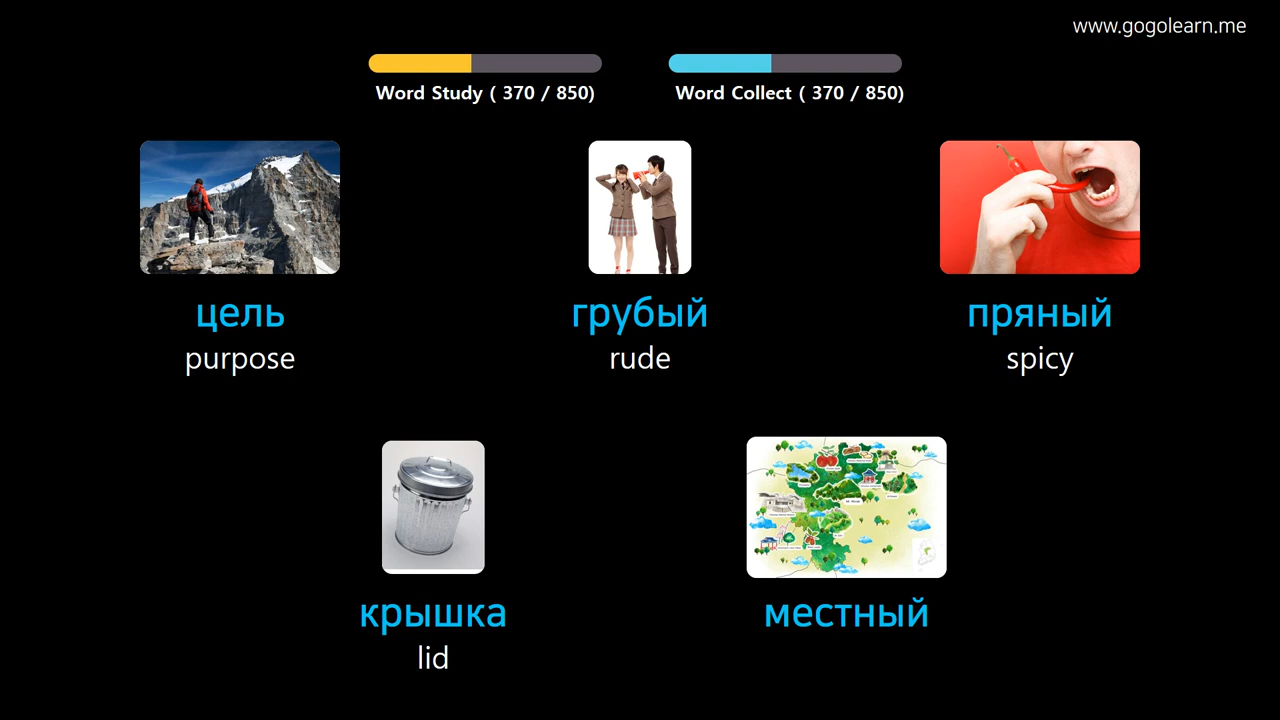 www.gogolearn.me
Word Study ( 370 / 850)
Word Collect ( 370 / 850)
цель
purpose
грубый
rude
пряный
spicy
крышка
lid
местный